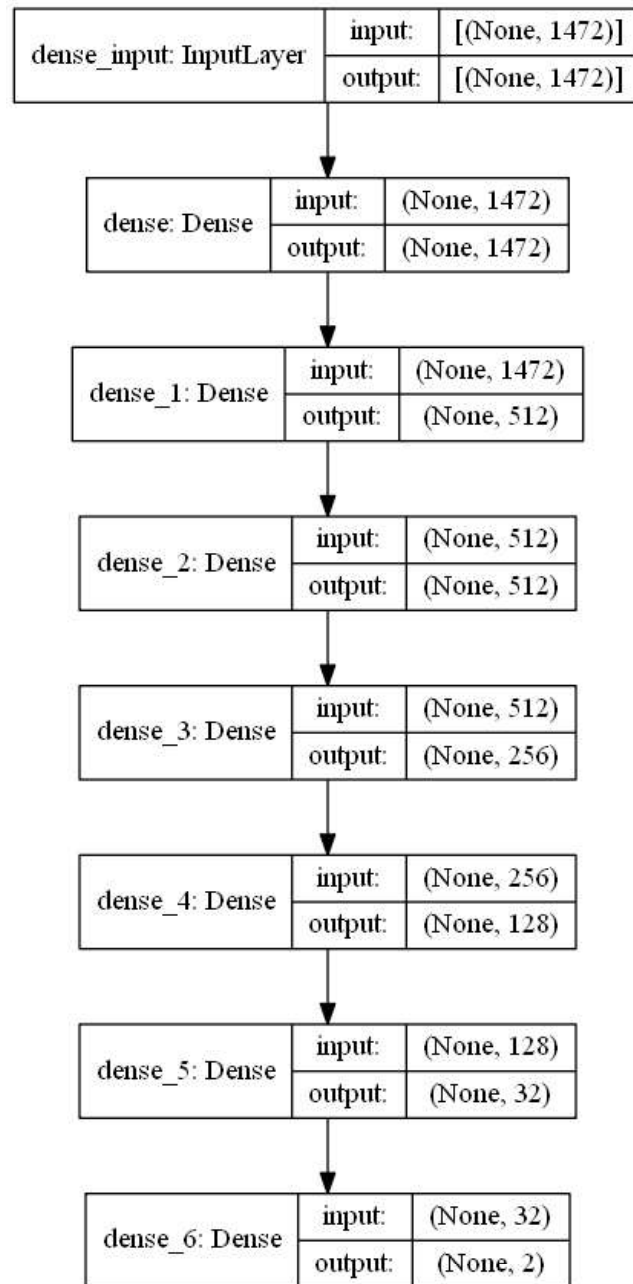 dense_input: InputLayer
input: [(None, 1472)]
output: [(None, 1472)]
dense: Dense
input: (None, 1472)
output: (None, 1472)
dense_1: Dense
input: (None, 1472)
output: (None, 512)
dense_2: Dense
input: (None, 512)
output: (None, 512)
dense_3: Dense
input: (None, 512)
output: (None, 256)
dense_4: Dense
input: (None, 256)
output: (None, 128)
dense_5: Dense
input: (None, 128)
output: (None, 32)
dense_6: Dense
input: (None, 32)
output: (None, 2)